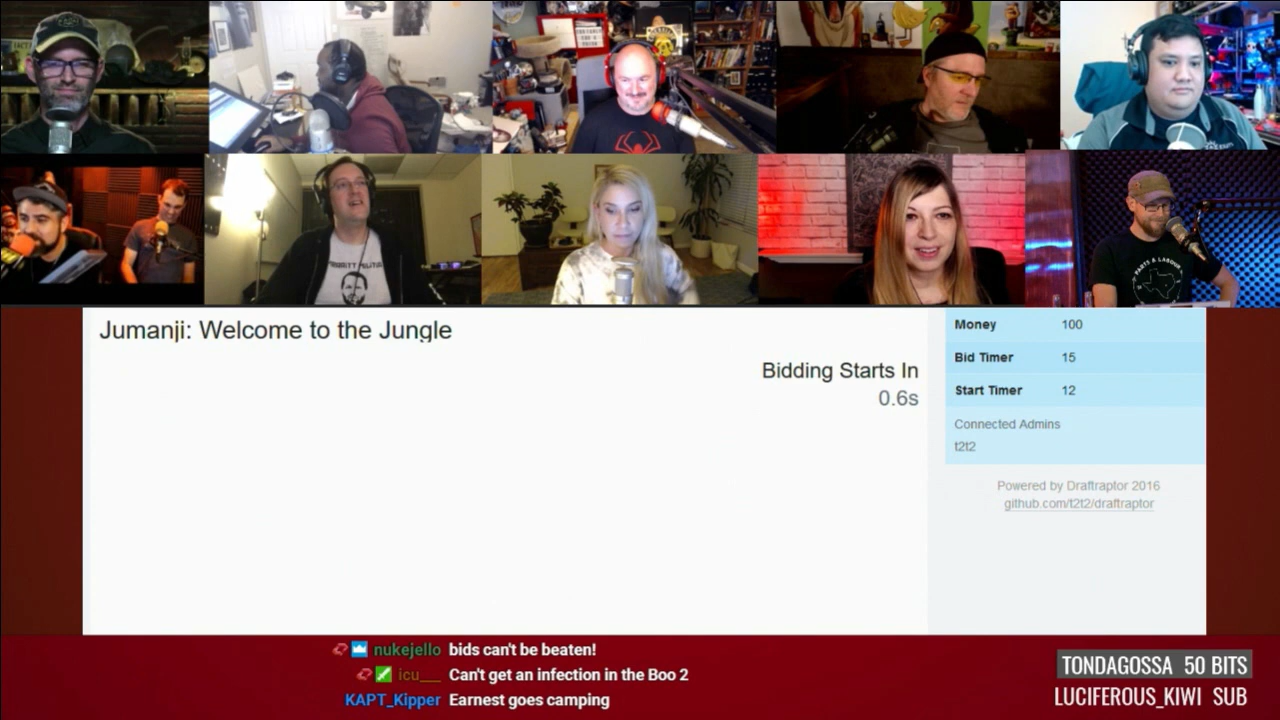 PARTS & LABOUR
Jumanji: Welcome to the Jungle
Bidding Starts In
0.6s
Money 100
Bid Timer 15
Start Timer 12
Connected Admins
t2t2
Powered by Draftraptor 2016
github.com/t2t2/draftraptor
nukejello bids can't be beaten!
icu___ Can't get an infection in the Boo 2
KAPT_Kipper Earnest goes camping
TONDAGOSSA 50 BITS
LUCIFEROUS_KIWI SUB